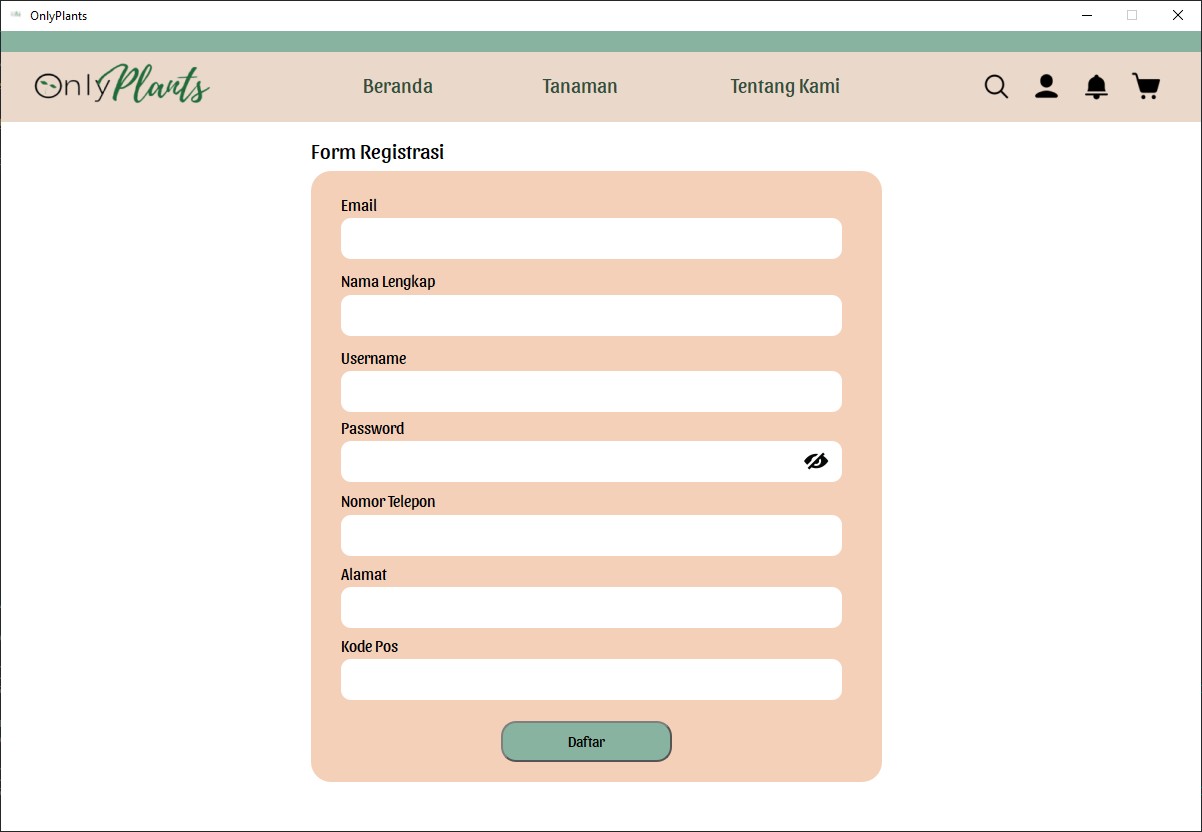 OnlyPlants
OnlyPlants Beranda Tanaman Tentang Kami
Form Registrasi
Email
Nama Lengkap
Username
Password
Nomor Telepon
Alamat
Kode Pos
Daftar